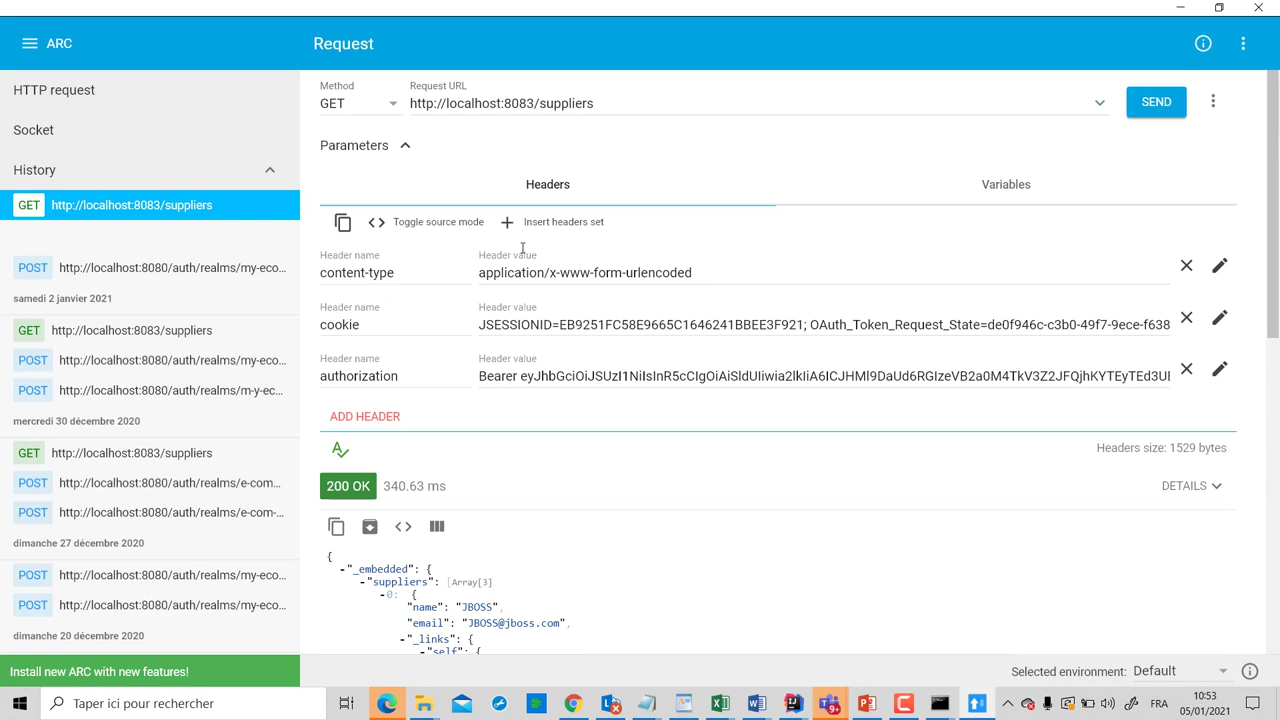 ARC
Request
HTTP request
Socket
History
GET http://localhost:8083/suppliers
POST http://localhost:8080/auth/realms/my-eco...
samedi 2 janvier 2021
GET http://localhost:8083/suppliers
POST http://localhost:8080/auth/realms/my-eco...
POST http://localhost:8080/auth/realms/m-y-ec...
mercredi 30 décembre 2020
GET http://localhost:8083/suppliers
POST http://localhost:8080/auth/realms/e-com...
POST http://localhost:8080/auth/realms/e-com-...
dimanche 27 décembre 2020
POST http://localhost:8080/auth/realms/my-eco...
POST http://localhost:8080/auth/realms/my-eco...
dimanche 20 décembre 2020
Install new ARC with new features!
Method Request URL
GET http://localhost:8083/suppliers SEND
Parameters
Headers Variables
Toggle source mode Insert headers set
Header name Header value
content-type application/x-www-form-urlencoded
Header name Header value
cookie JSESSIONID=EB9251FC58E9665C1646241BBEE3F921; OAuth_Token_Request_State=de0f946c-c3b0-49f7-9ece-f638
Header name Header value
authorization Bearer
ADD HEADER
Headers size: 1529 bytes
200 OK 340.63 ms DETAILS
{
-"_embedded": {
-"suppliers": [Array[3]
-0: {
"name": "JBOSS",
"email": "JBOSS@jboss.com",
-"_links": {
-"self": {
Selected environment: Default
Taper ici pour rechercher
9+
FRA
10:53
05/01/2021